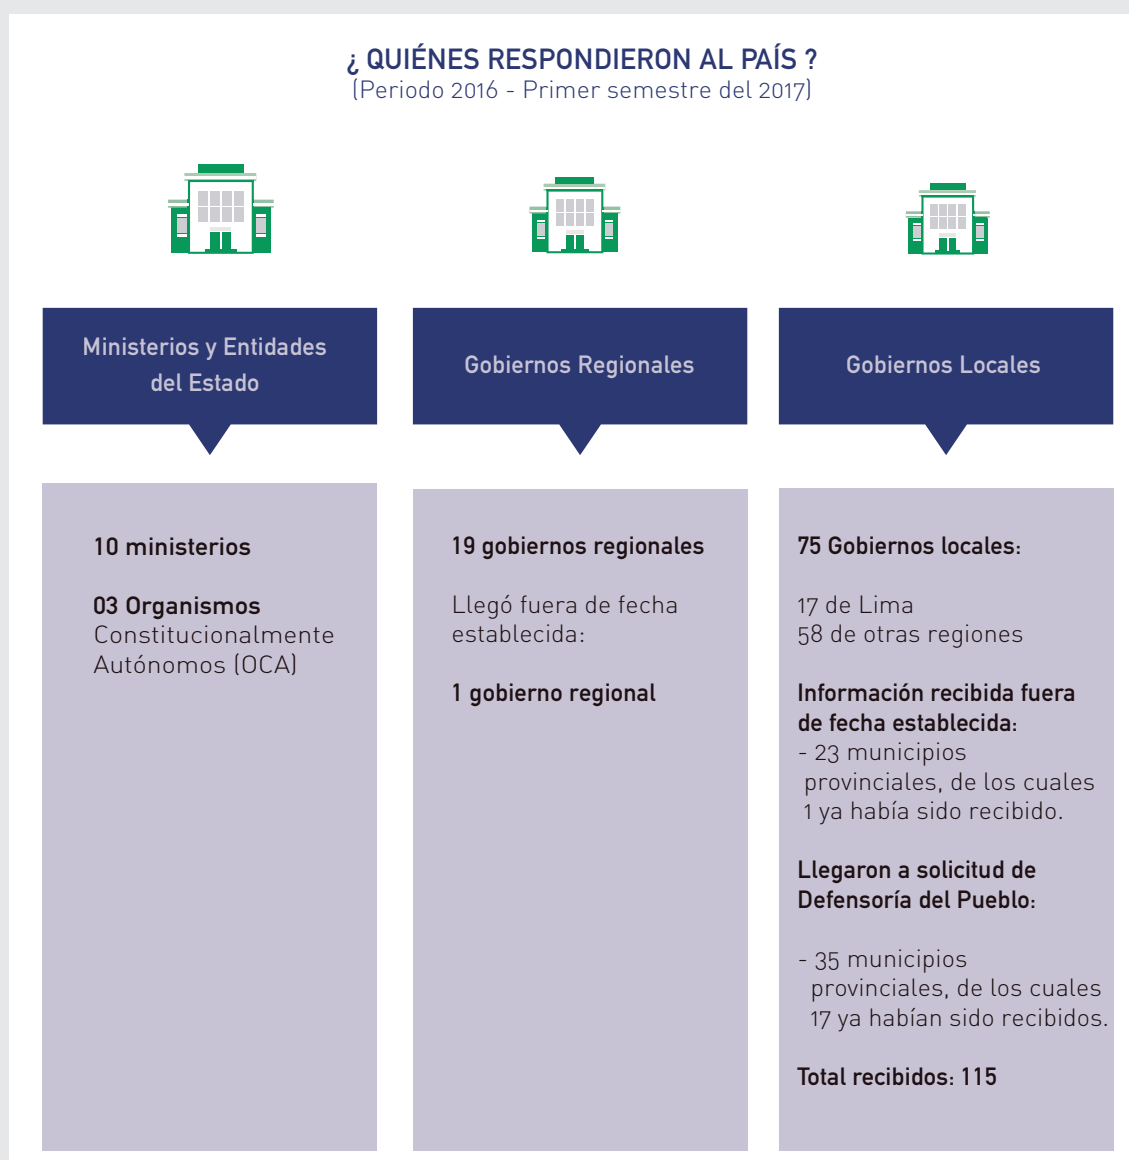 ¿ QUIÉNES RESPONDIERON AL PAÍS ?
(Periodo 2016 - Primer semestre del 2017)
Ministerios y Entidades
del Estado
10 ministerios
03 Organismos
Constitucionalmente
Autónomos (OCA)
Gobiernos Regionales
19 gobiernos regionales
Llegó fuera de fecha
establecida:
1 gobierno regional
Gobiernos Locales
75 Gobiernos locales:
17 de Lima
58 de otras regiones
Información recibida fuera
de fecha establecida:
- 23 municipios
provinciales, de los cuales
1 ya había sido recibido.
Llegaron a solicitud de
Defensoría del Pueblo:
- 35 municipios
provinciales, de los cuales
17 ya habían sido recibidos.
Total recibidos: 115